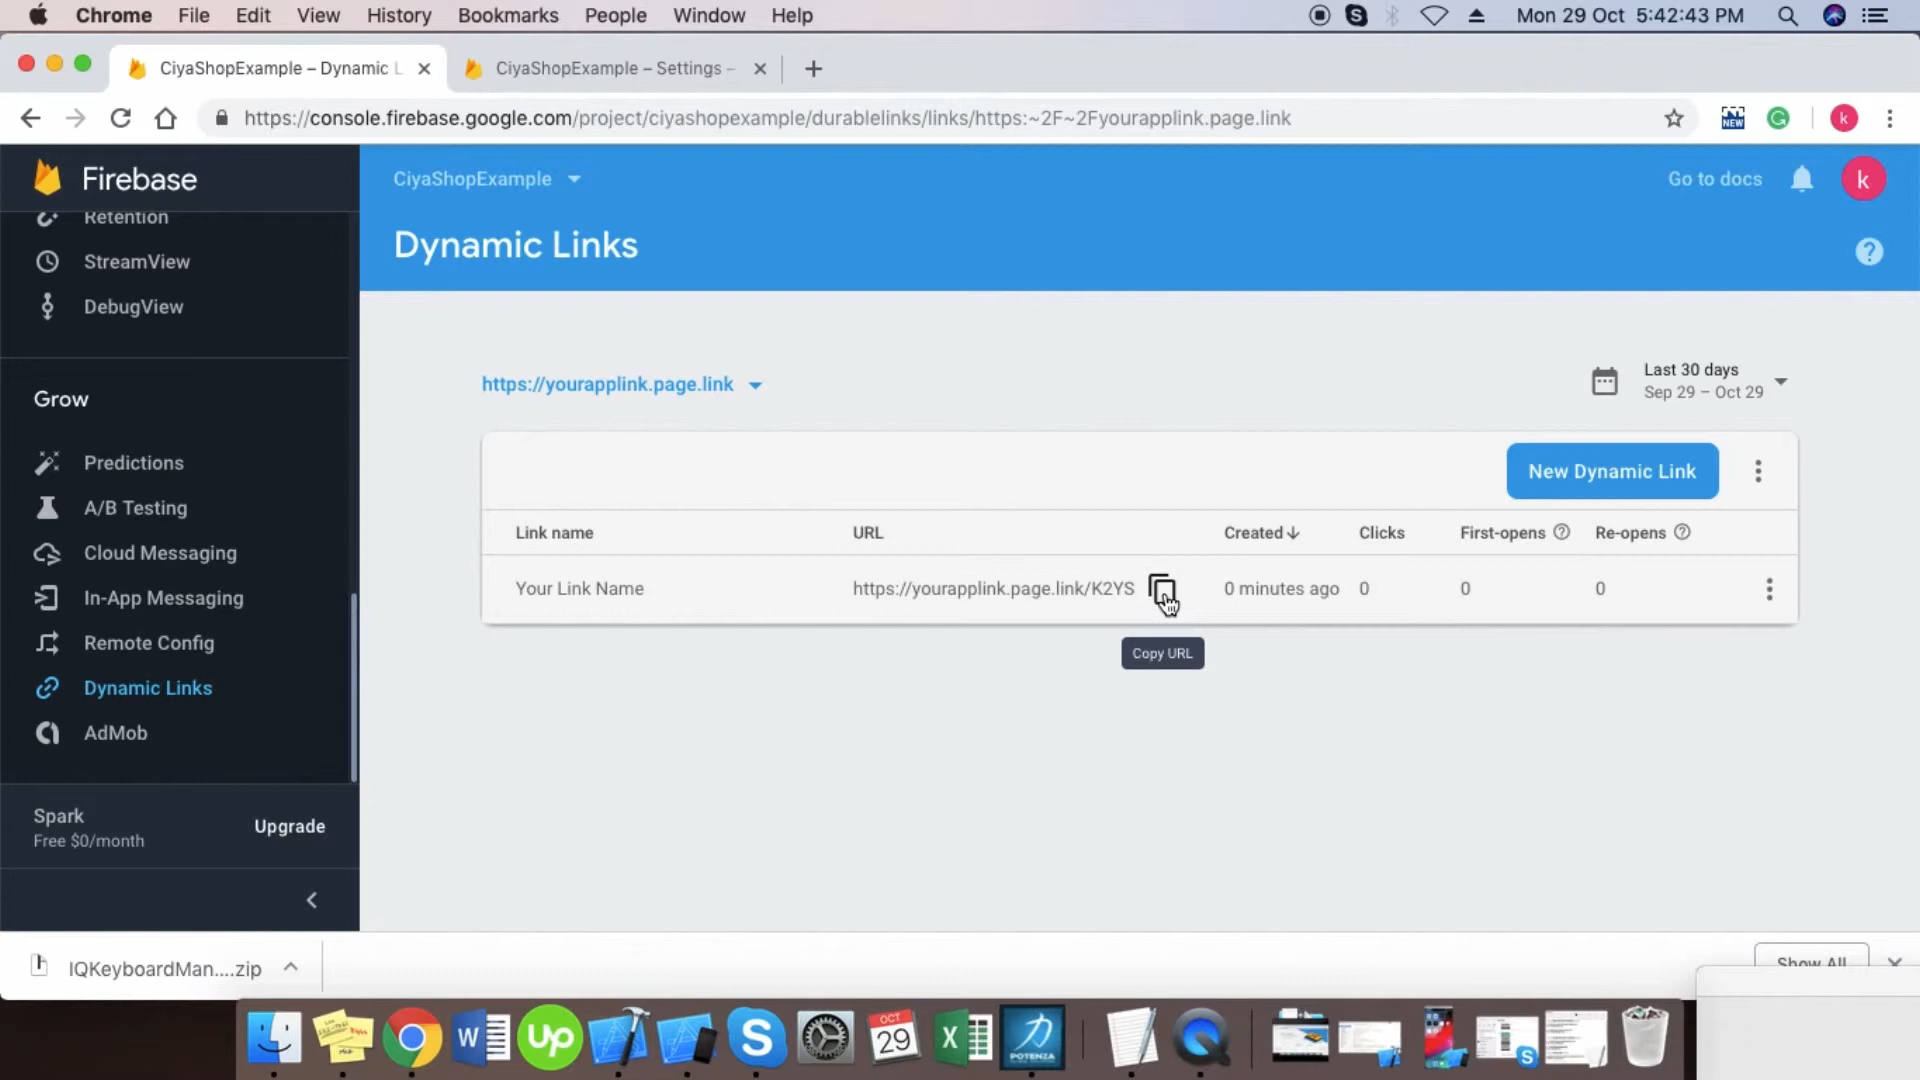 Chrome File Edit View History Bookmarks People Window Help Mon 29 Oct 5:42:43 PM
CiyaShopExample – Dynamic L CiyaShopExample – Settings –
https://console.firebase.google.com/project/ciyashopexample/durablelinks/links/https:~2F~2Fyourapplink.page.link NEW k
Firebase
CiyaShopExample
Go to docs
k
Dynamic Links
?
Retention
StreamView
DebugView
Grow
Predictions
A/B Testing
Cloud Messaging
In-App Messaging
Remote Config
Dynamic Links
AdMob
Spark
Free $0/month
Upgrade
https://yourapplink.page.link
Last 30 days
Sep 29 – Oct 29
New Dynamic Link
Link name URL Created Clicks First-opens ? Re-opens ?
Your Link Name https://yourapplink.page.link/K2YS 0 minutes ago 0 0 0
Copy URL
IQKeyboardMan....zip
Show All
W Up S OCT 29 X POTENZA S